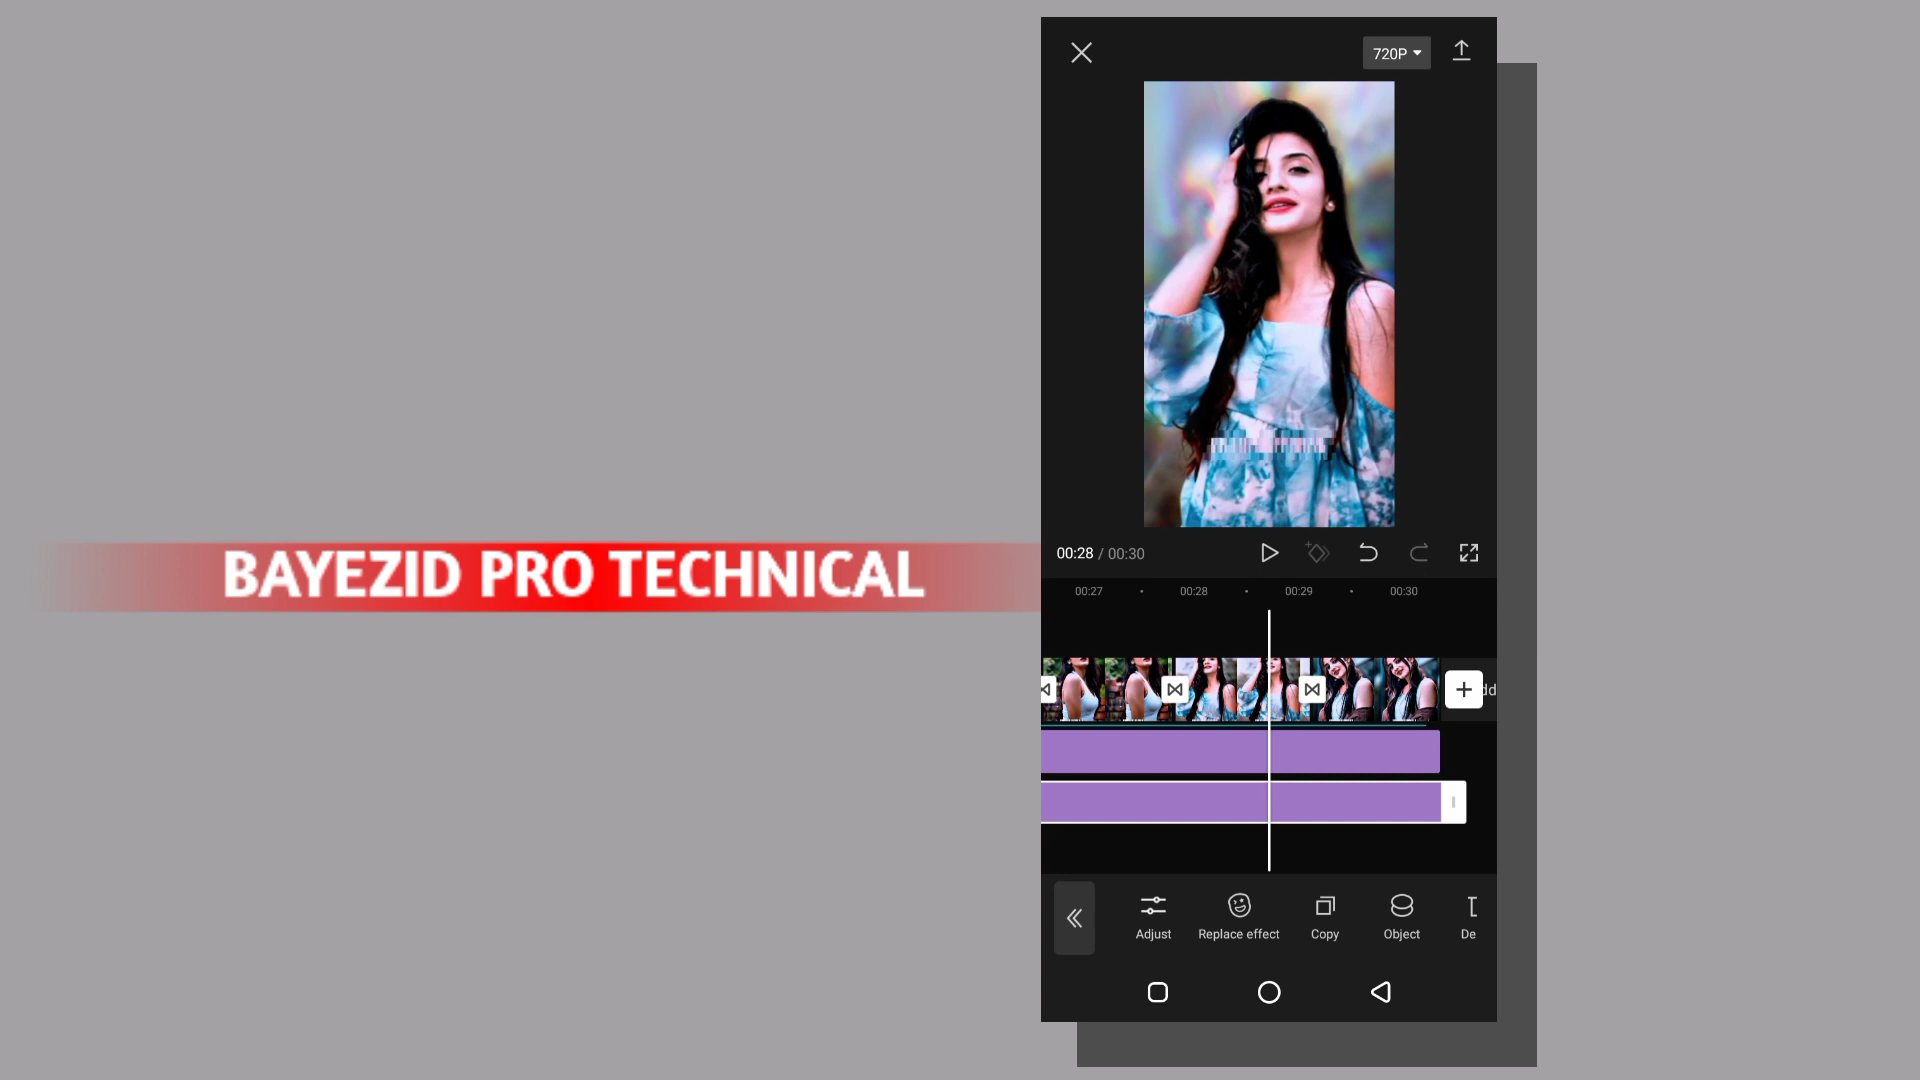 720P
BAYEZID PRO TECHNICAL
00:28 / 00:30
00:27 00:28 00:29 00:30
dd
Adjust Replace effect Copy Object De